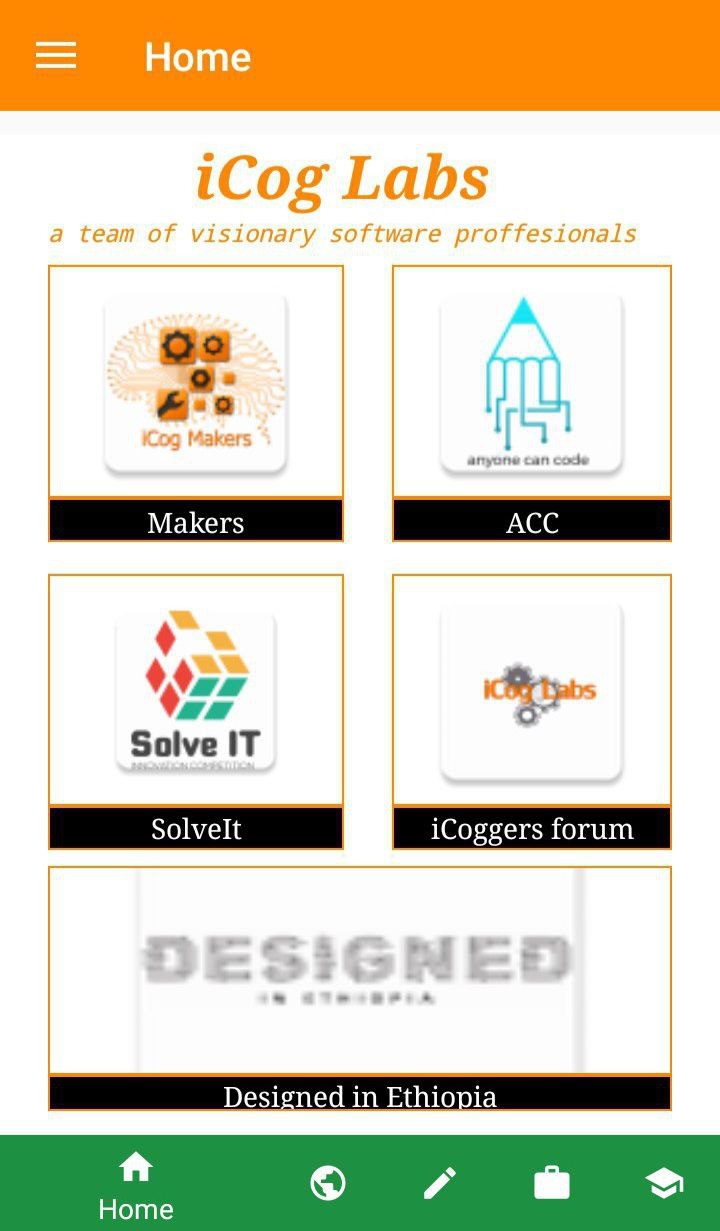 Home
iCog Labs
a team of visionary software proffesionals
iCog Makers
anyone can code
Makers
ACC
Solve IT
INNOVATION COMPETITION
iCog Labs
SolveIt
iCoggers forum
DESIGNED
IN ETHIOPIA
Designed in Ethiopia
Home